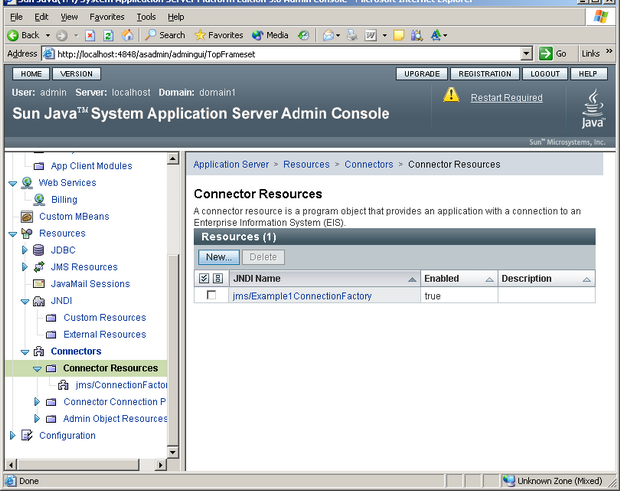 Sun Java(TM) System Application Server Platform Edition 9.0 Admin Console - Microsoft Internet Explorer
File Edit View Favorites Tools Help
Back Search Favorites Media
Address http://localhost:4848/asadmin/admingui/TopFrameset Go Links »
HOME VERSION UPGRADE REGISTRATION LOGOUT HELP
User: admin Server: localhost Domain: domain1
Restart Required
Sun Java™ System Application Server Admin Console
Java™
Sun™ Microsystems, Inc.
App Client Modules
Web Services
Billing
Custom MBeans
Resources
JDBC
JMS Resources
JavaMail Sessions
JNDI
Custom Resources
External Resources
Connectors
Connector Resources
jms/ConnectionFactor
Connector Connection P
Admin Object Resources
Configuration
Application Server > Resources > Connectors > Connector Resources
Connector Resources
A connector resource is a program object that provides an application with a connection to an
Enterprise Information System (EIS).
Resources (1)
New... Delete
JNDI Name Enabled Description
jms/Example1ConnectionFactory true
Done Unknown Zone (Mixed)